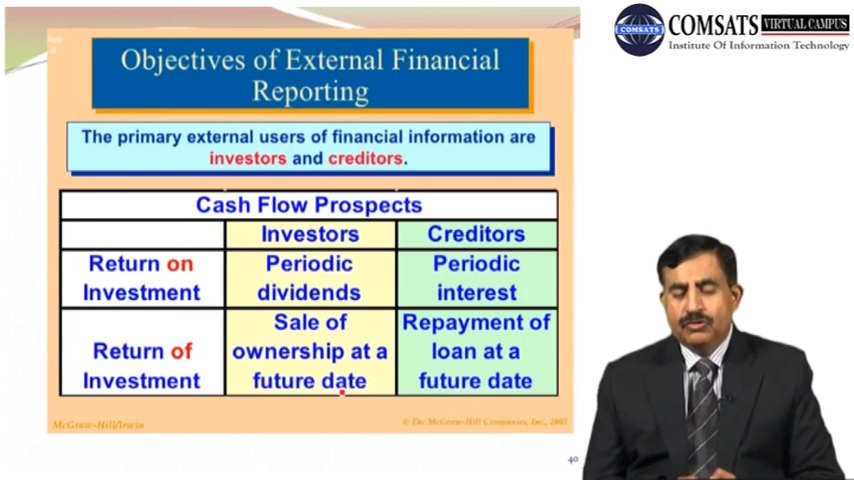 COMSATS VIRTUAL CAMPUS
COMSATS
Institute Of Information Technology
Objectives of External Financial
Reporting
The primary external users of financial information are
investors and creditors.
Cash Flow Prospects
Investors Creditors
Return on Investment
Periodic dividends
Periodic interest
Return of Investment
Sale of ownership at a future date
Repayment of loan at a future date
McGraw-Hill/Irwin
© The McGraw-Hill Companies, Inc., 2003
40